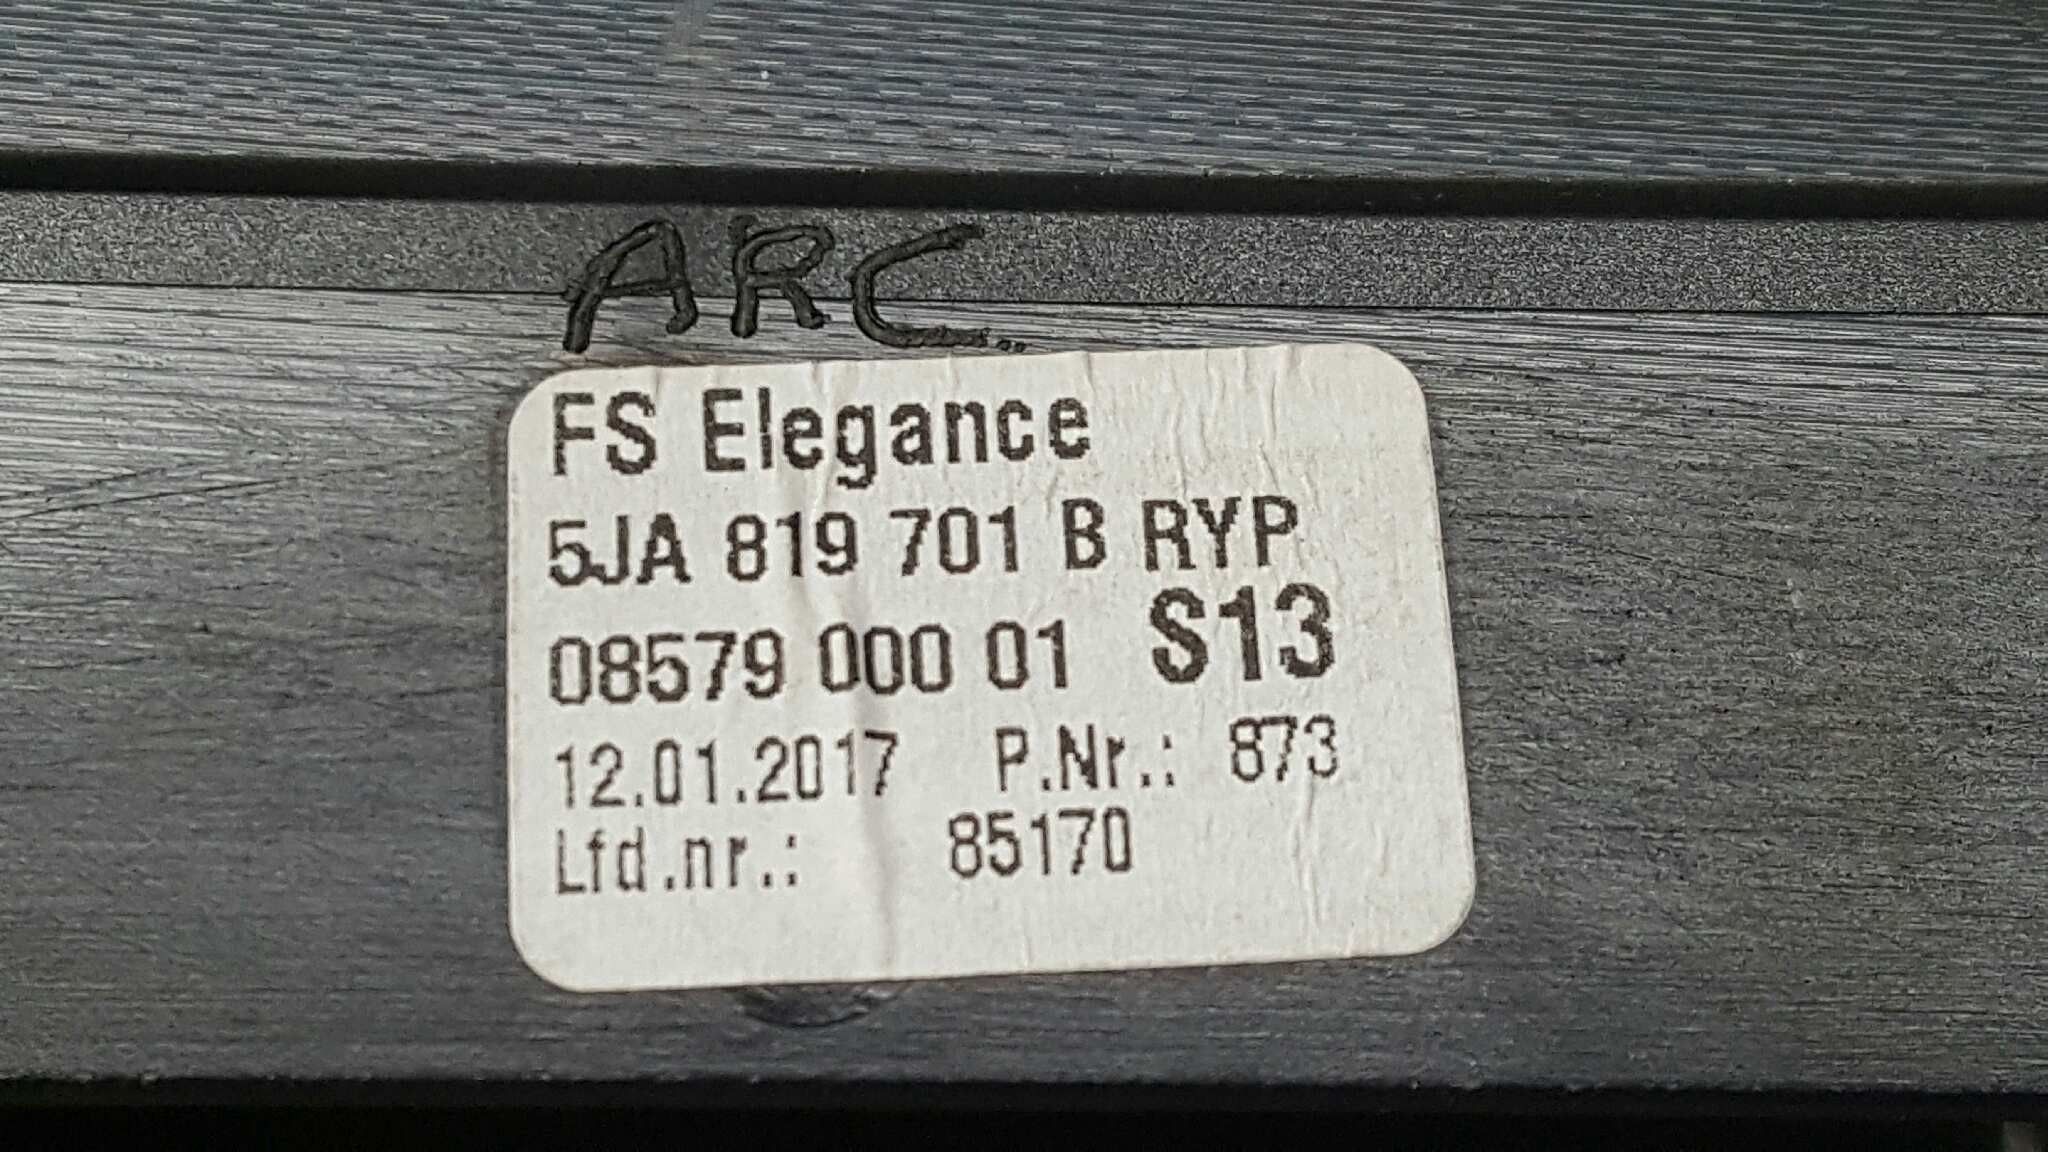 ARC
FS Elegance
5JA 819 701 B RYP
08579 000 01 S13
12.01.2017 P.Nr.: 873
Lfd.nr.: 85170